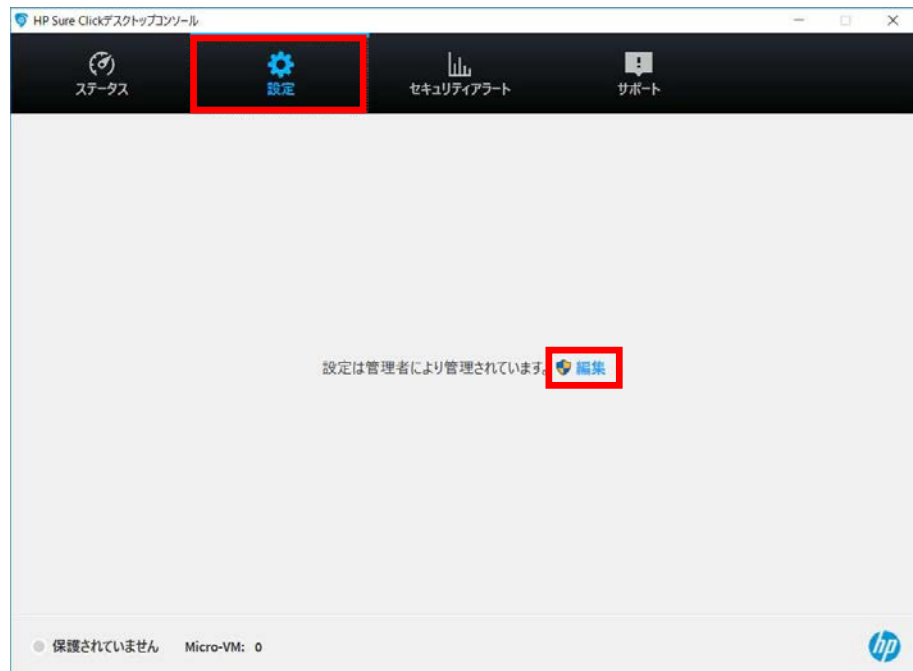 HP Sure Clickデスクトップコンソール
ステータス
設定
セキュリティアラート
サポート
設定は管理者により管理されています。 編集
保護されていません Micro-VM: 0
hp